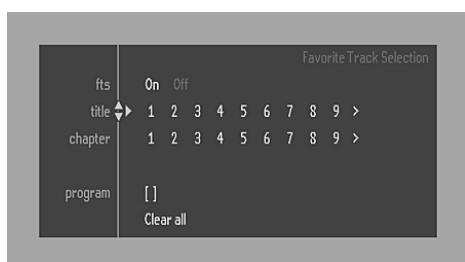 Favorite Track Selection
fts On Off
title 1 2 3 4 5 6 7 8 9 >
chapter 1 2 3 4 5 6 7 8 9 >
program [ ]
Clear all